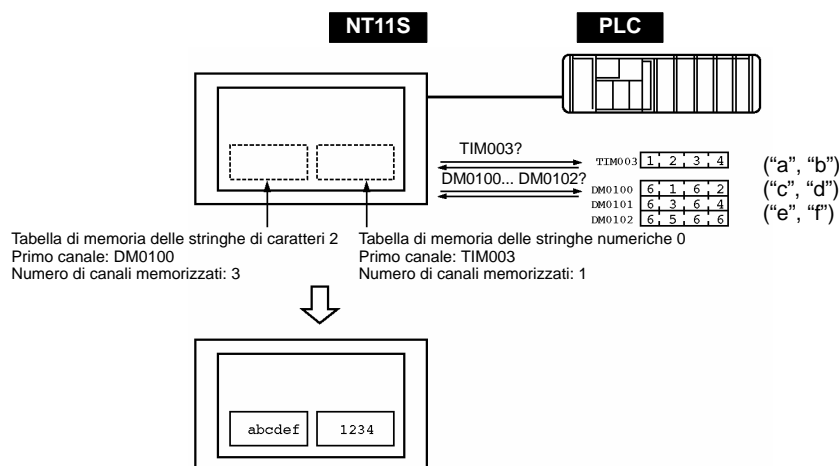 NT11S
PLC
TIM003?
TIM003 1 2 3 4
("a", "b")
DM0100... DM0102?
DM0100 6 1 6 2
("c", "d")
DM0101 6 3 6 4
("e", "f")
DM0102 6 5 6 6
Tabella di memoria delle stringhe di caratteri 2
Primo canale: DM0100
Numero di canali memorizzati: 3
Tabella di memoria delle stringhe numeriche 0
Primo canale: TIM003
Numero di canali memorizzati: 1
abcdef
1234